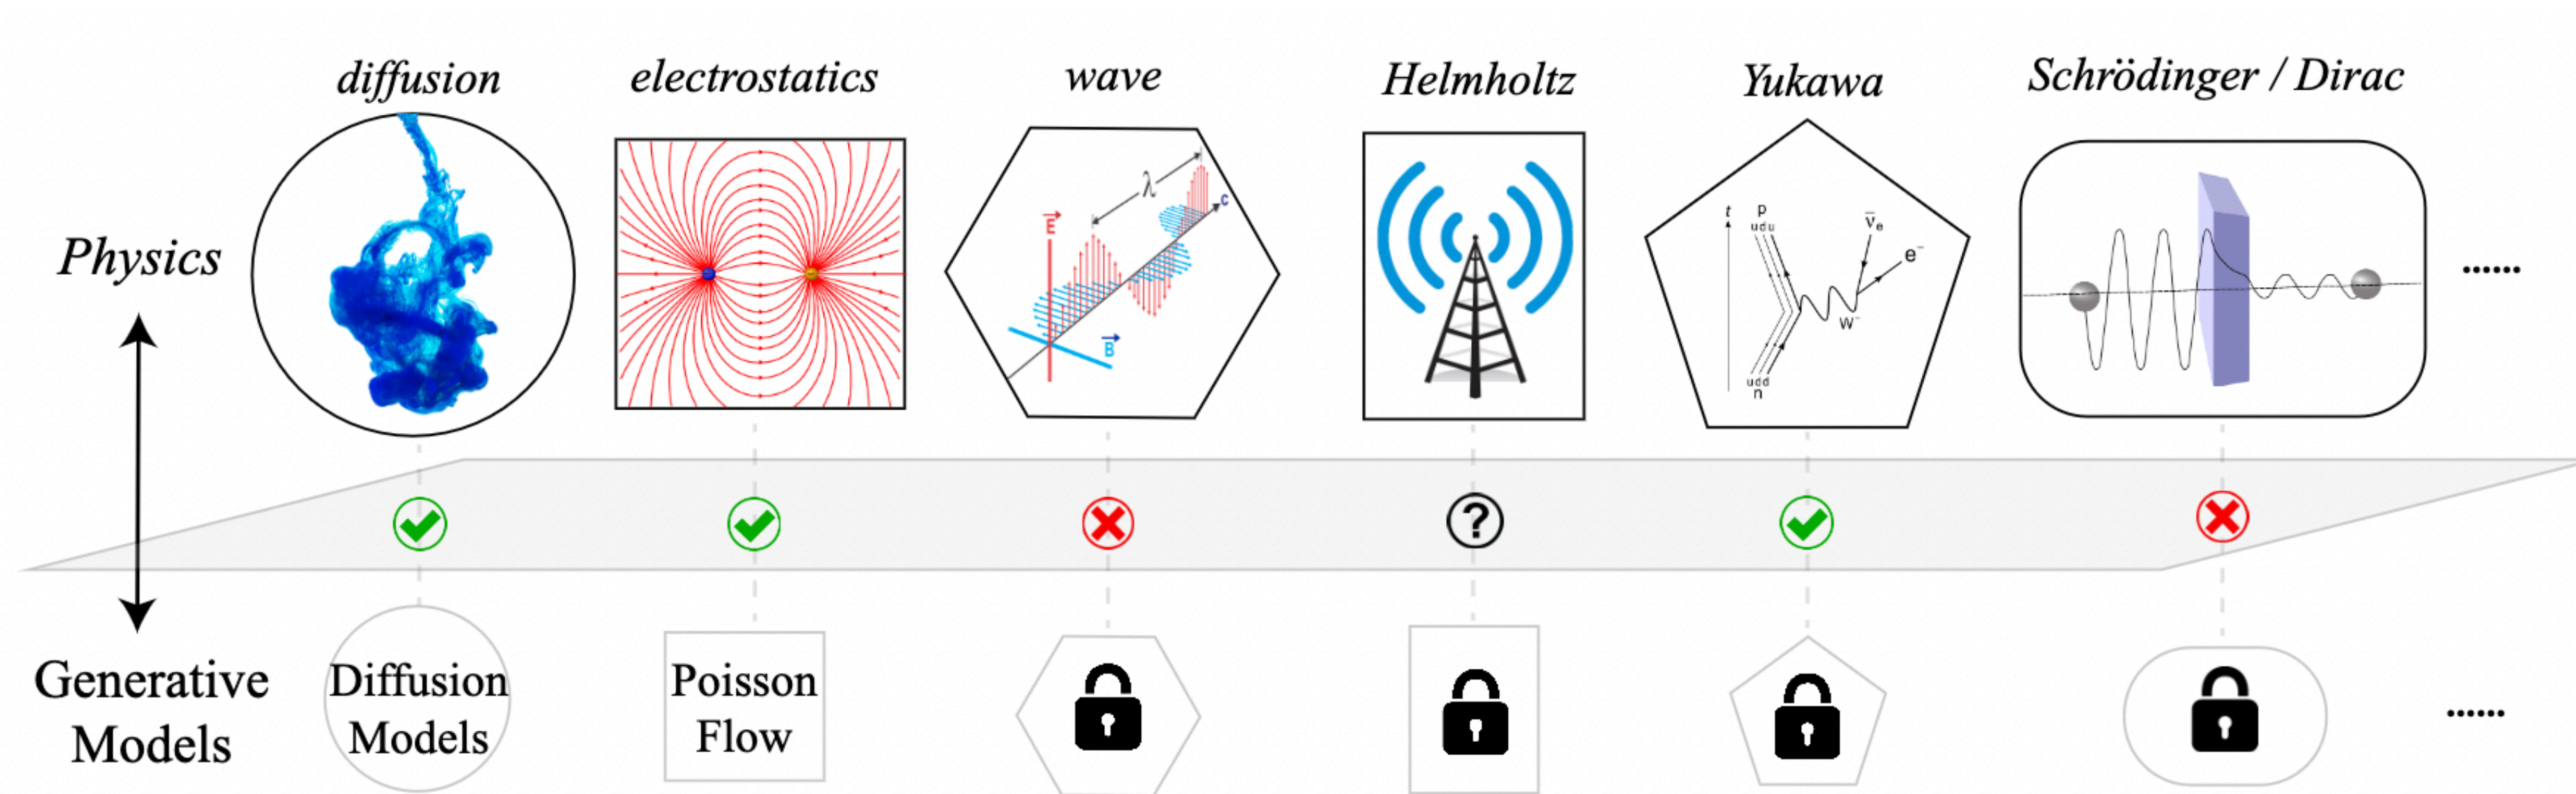 diffusion
electrostatics
wave
Helmholtz
Yukawa
Schrödinger / Dirac
Physics
λ
c
E
B
t
p
udu
ν̄e
e⁻
W⁻
udd
n
......
?
Generative
Models
Diffusion
Models
Poisson
Flow
......